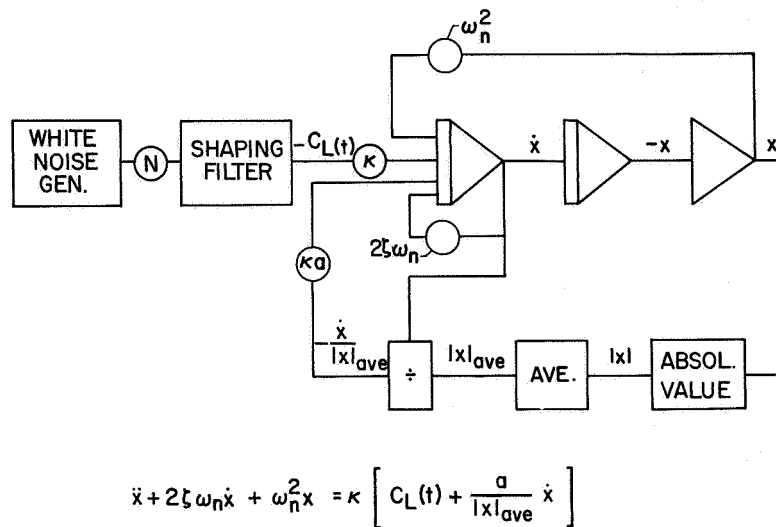 ω_n^2
WHITE NOISE GEN.
N
SHAPING FILTER
-C_L(t)
κ
ẋ
-x
x
2ζω_n
κa
-ẋ/|x|_ave
÷
|x|_ave
AVE.
|x|
ABSOL. VALUE
ẍ + 2ζω_nẋ + ω_n^2x = κ [ C_L(t) + a/|x|_ave ẋ ]